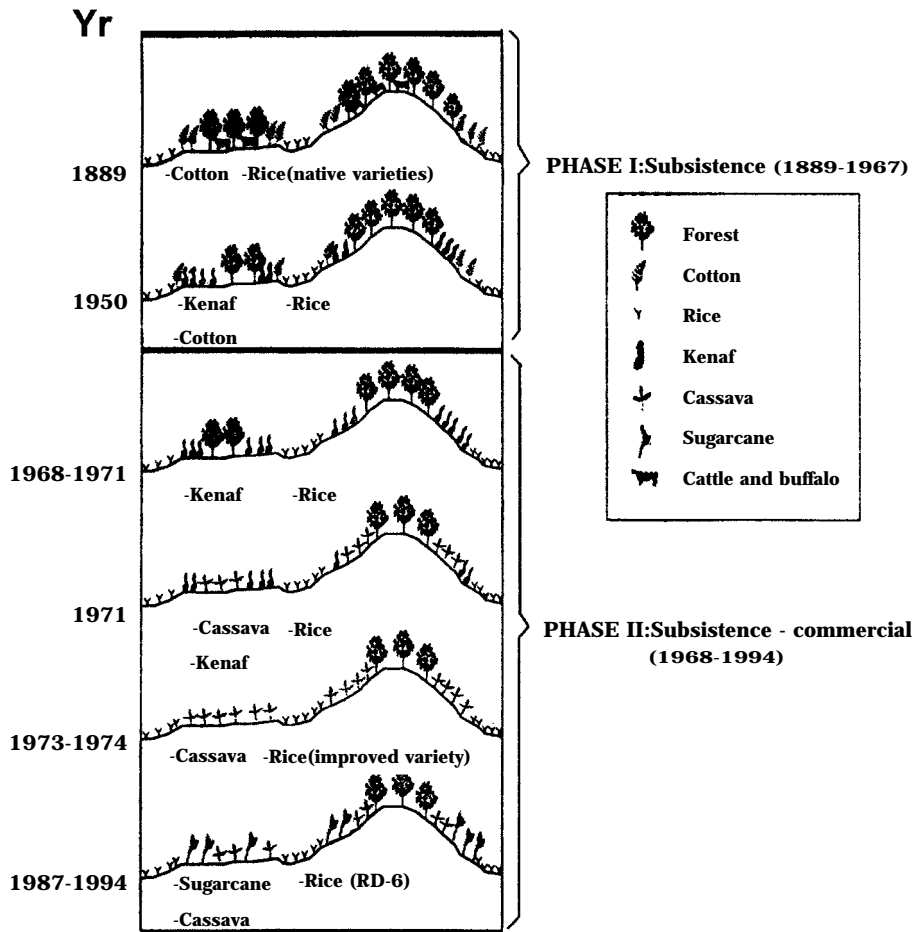 Yr
1889
-Cotton -Rice(native varieties)
1950
-Kenaf -Rice
-Cotton
PHASE I:Subsistence (1889-1967)
Forest
Cotton
Rice
Kenaf
Cassava
Sugarcane
Cattle and buffalo
1968-1971
-Kenaf -Rice
1971
-Cassava -Rice
-Kenaf
1973-1974
-Cassava -Rice(improved variety)
1987-1994
-Sugarcane -Rice (RD-6)
-Cassava
PHASE II:Subsistence - commercial
(1968-1994)